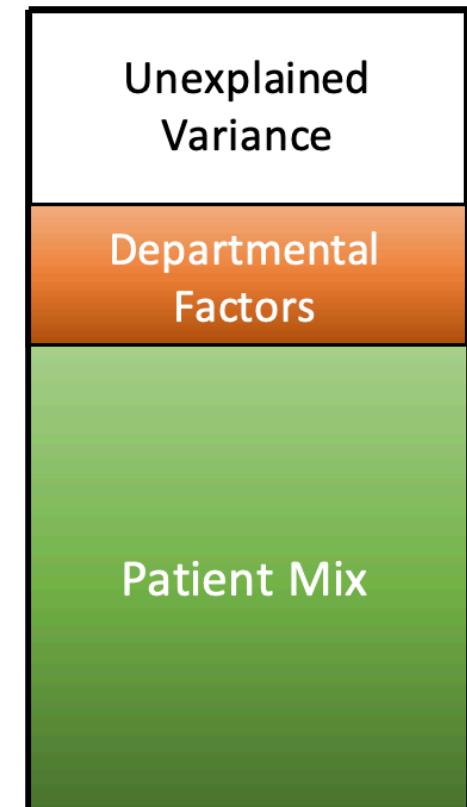 Unexplained
Variance
Departmental
Factors
Patient Mix